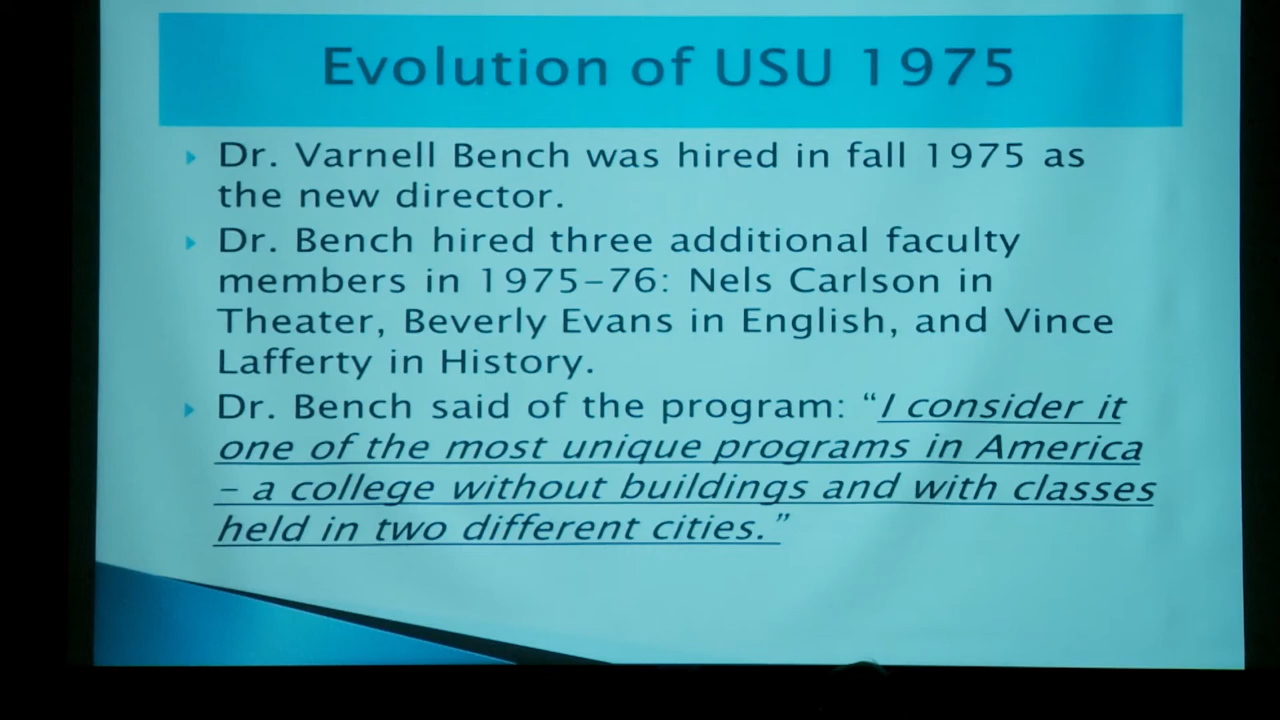 Evolution of USU 1975
Dr. Varnell Bench was hired in fall 1975 as
the new director.
Dr. Bench hired three additional faculty
members in 1975–76: Nels Carlson in
Theater, Beverly Evans in English, and Vince
Lafferty in History.
Dr. Bench said of the program: “I consider it
one of the most unique programs in America
– a college without buildings and with classes
held in two different cities.”